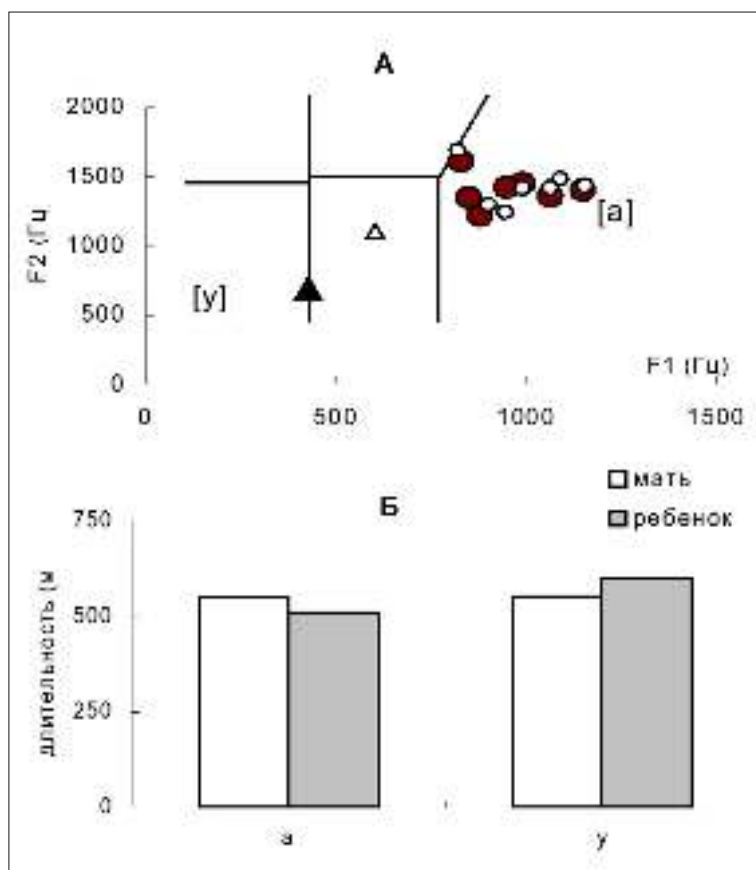 А
2000
1500
1000
500
0
F2 (Гц
[а]
[у]
F1 (Гц)
0
500
1000
1500
мать
ребенок
Б
750
500
250
0
длительность (м
а
у